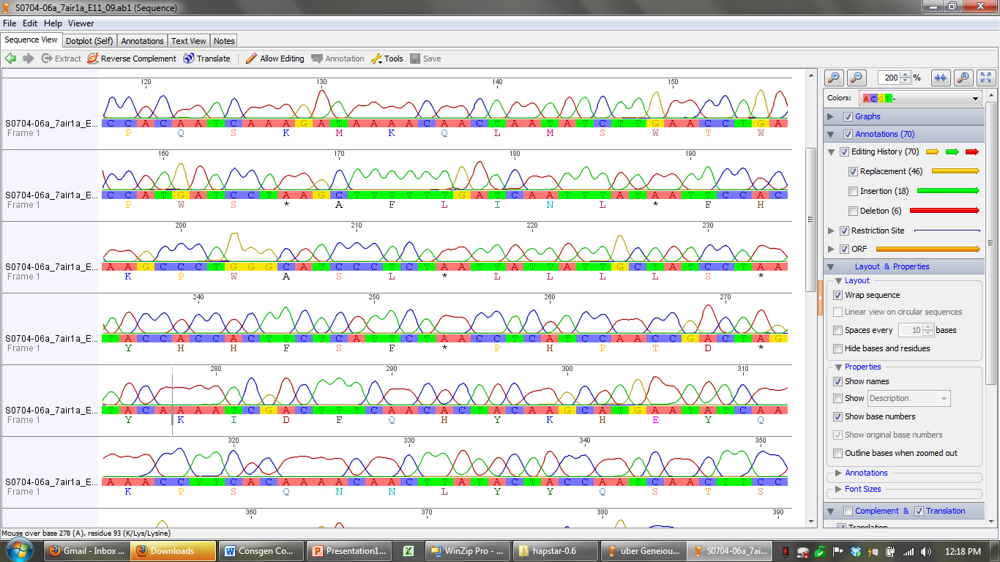 S0704-06a_7air1a_E11_09.ab1 (Sequence)
File Edit Help Viewer
Sequence View Dotplot (Self) Annotations Text View Notes
Extract Reverse Complement Translate Allow Editing Annotation Tools Save
200 %
Colors: A C G T -
120 130 140 150
S0704-06a_7air1a_E... CCACAATCAAAGATAAAACAACTAATATCTTGAACCTGA
Frame 1 P Q S K M K Q L M S W T W
160 170 180 190
S0704-06a_7air1a_E... CCATGATCCTAAGCTTTTTTGATCAATTTATAATTCCAC
Frame 1 P W S * A F L I N L * F H
200 210 220 230
S0704-06a_7air1a_E... AAGCCCTGGGCATCCCTCTAATTATTATTGCTATCCTAA
Frame 1 K P W A S L * L L L L S *
240 250 260 270
S0704-06a_7air1a_E... TACCACCACTTCTCATTCTAACCTCATCCAACCGACTAG
Frame 1 Y H H F S F * P H P T D *
280 290 300 310
S0704-06a_7air1a_E... TACAAAATCGACTTTCAACACTACAAGCATGAATATCAA
Frame 1 Y K I D F Q H Y K H E Y Q
320 330 340 350
S0704-06a_7air1a_E... AAACCTTCACAAAACAACTTATATTACCAATCAACTTCT
Frame 1 K P S Q N N L Y Y Q S T S
360 370 380 390
Graphs
Annotations (70)
Editing History (70)
Replacement (46)
Insertion (18)
Deletion (6)
Restriction Site
ORF
Layout & Properties
Layout
Wrap sequence
Linear view on circular sequences
Spaces every 10 bases
Hide bases and residues
Properties
Show names
Show Description
Show base numbers
Show original base numbers
Outline bases when zoomed out
Annotations
Font Sizes
Complement & Translation
Translation
Mouse over base 278 (A), residue 93 (K/Lys/Lysine)
Gmail - Inbox ... Downloads Consgen Co... Presentation1... WinZip Pro - ... hapstar-0.6 uber Geneiou... S0704-06a_7ai... 12:18 PM